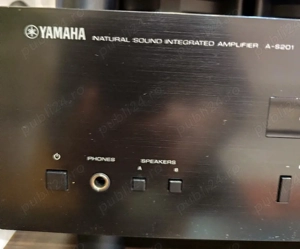 YAMAHA NATURAL SOUND INTEGRATED AMPLIFIER A-S201
PHONES SPEAKERS
A B